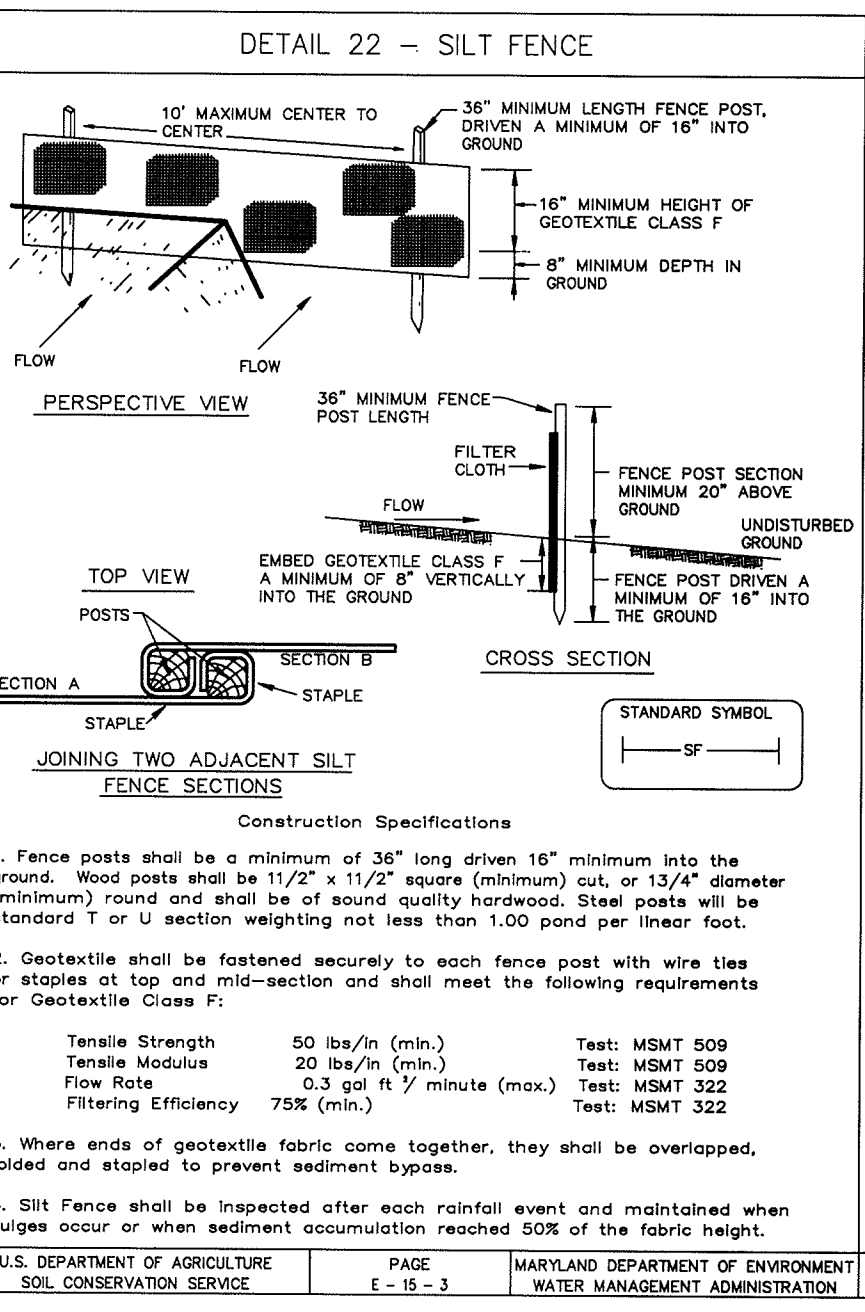 DETAIL 22 – SILT FENCE
10' MAXIMUM CENTER TO
CENTER
36" MINIMUM LENGTH FENCE POST,
DRIVEN A MINIMUM OF 16" INTO
GROUND
16" MINIMUM HEIGHT OF
GEOTEXTILE CLASS F
8" MINIMUM DEPTH IN
GROUND
FLOW
FLOW
PERSPECTIVE VIEW
36" MINIMUM FENCE
POST LENGTH
FILTER
CLOTH
FENCE POST SECTION
MINIMUM 20" ABOVE
GROUND
FLOW
UNDISTURBED
GROUND
EMBED GEOTEXTILE CLASS F
A MINIMUM OF 8" VERTICALLY
INTO THE GROUND
FENCE POST DRIVEN A
MINIMUM OF 16" INTO
THE GROUND
CROSS SECTION
TOP VIEW
POSTS
SECTION B
ECTION A
STAPLE
STAPLE
JOINING TWO ADJACENT SILT
FENCE SECTIONS
STANDARD SYMBOL
SF
Construction Specifications
. Fence posts shall be a minimum of 36" long driven 16" minimum into the
round. Wood posts shall be 11/2" x 11/2" square (minimum) cut, or 13/4" diameter
minimum) round and shall be of sound quality hardwood. Steel posts will be
standard T or U section weighting not less than 1.00 pond per linear foot.
2. Geotextile shall be fastened securely to each fence post with wire ties
or staples at top and mid–section and shall meet the following requirements
for Geotextile Class F:
Tensile Strength 50 lbs/in (min.) Test: MSMT 509
Tensile Modulus 20 lbs/in (min.) Test: MSMT 509
Flow Rate 0.3 gal ft ²/ minute (max.) Test: MSMT 322
Filtering Efficiency 75% (min.) Test: MSMT 322
. Where ends of geotextile fabric come together, they shall be overlapped,
olded and stapled to prevent sediment bypass.
. Silt Fence shall be inspected after each rainfall event and maintained when
ulges occur or when sediment accumulation reached 50% of the fabric height.
U.S. DEPARTMENT OF AGRICULTURE
SOIL CONSERVATION SERVICE
PAGE
E – 15 – 3
MARYLAND DEPARTMENT OF ENVIRONMENT
WATER MANAGEMENT ADMINISTRATION